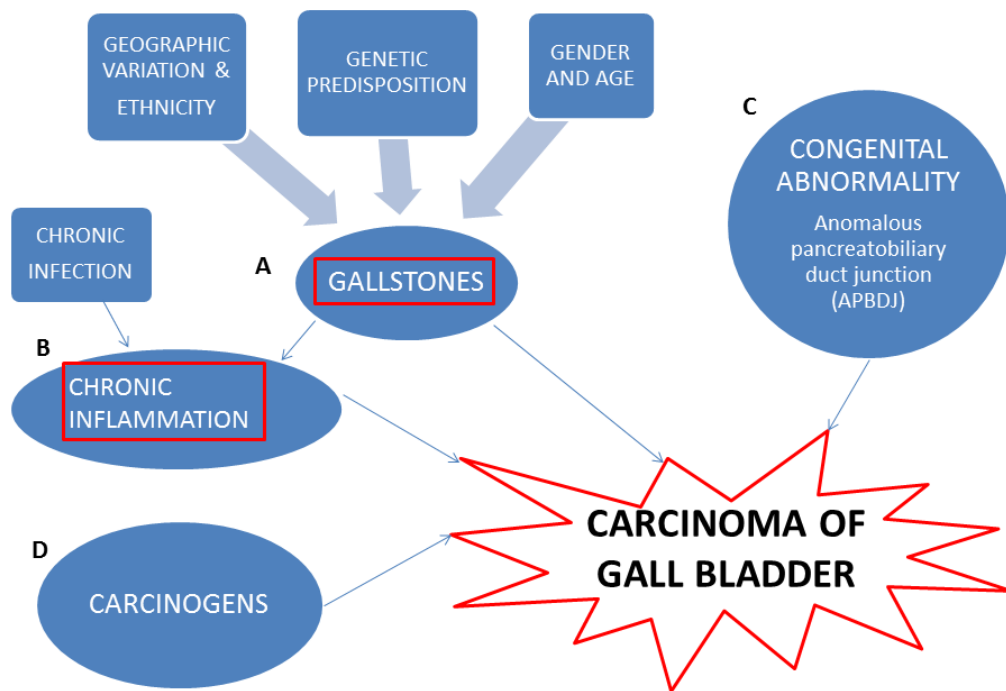 GEOGRAPHIC
VARIATION &
ETHNICITY
GENETIC
PREDISPOSITION
GENDER
AND AGE
C
CONGENITAL
ABNORMALITY
Anomalous
pancreatobiliary
duct junction
(APBDJ)
CHRONIC
INFECTION
A
GALLSTONES
B
CHRONIC
INFLAMMATION
D
CARCINOGENS
CARCINOMA OF
GALL BLADDER